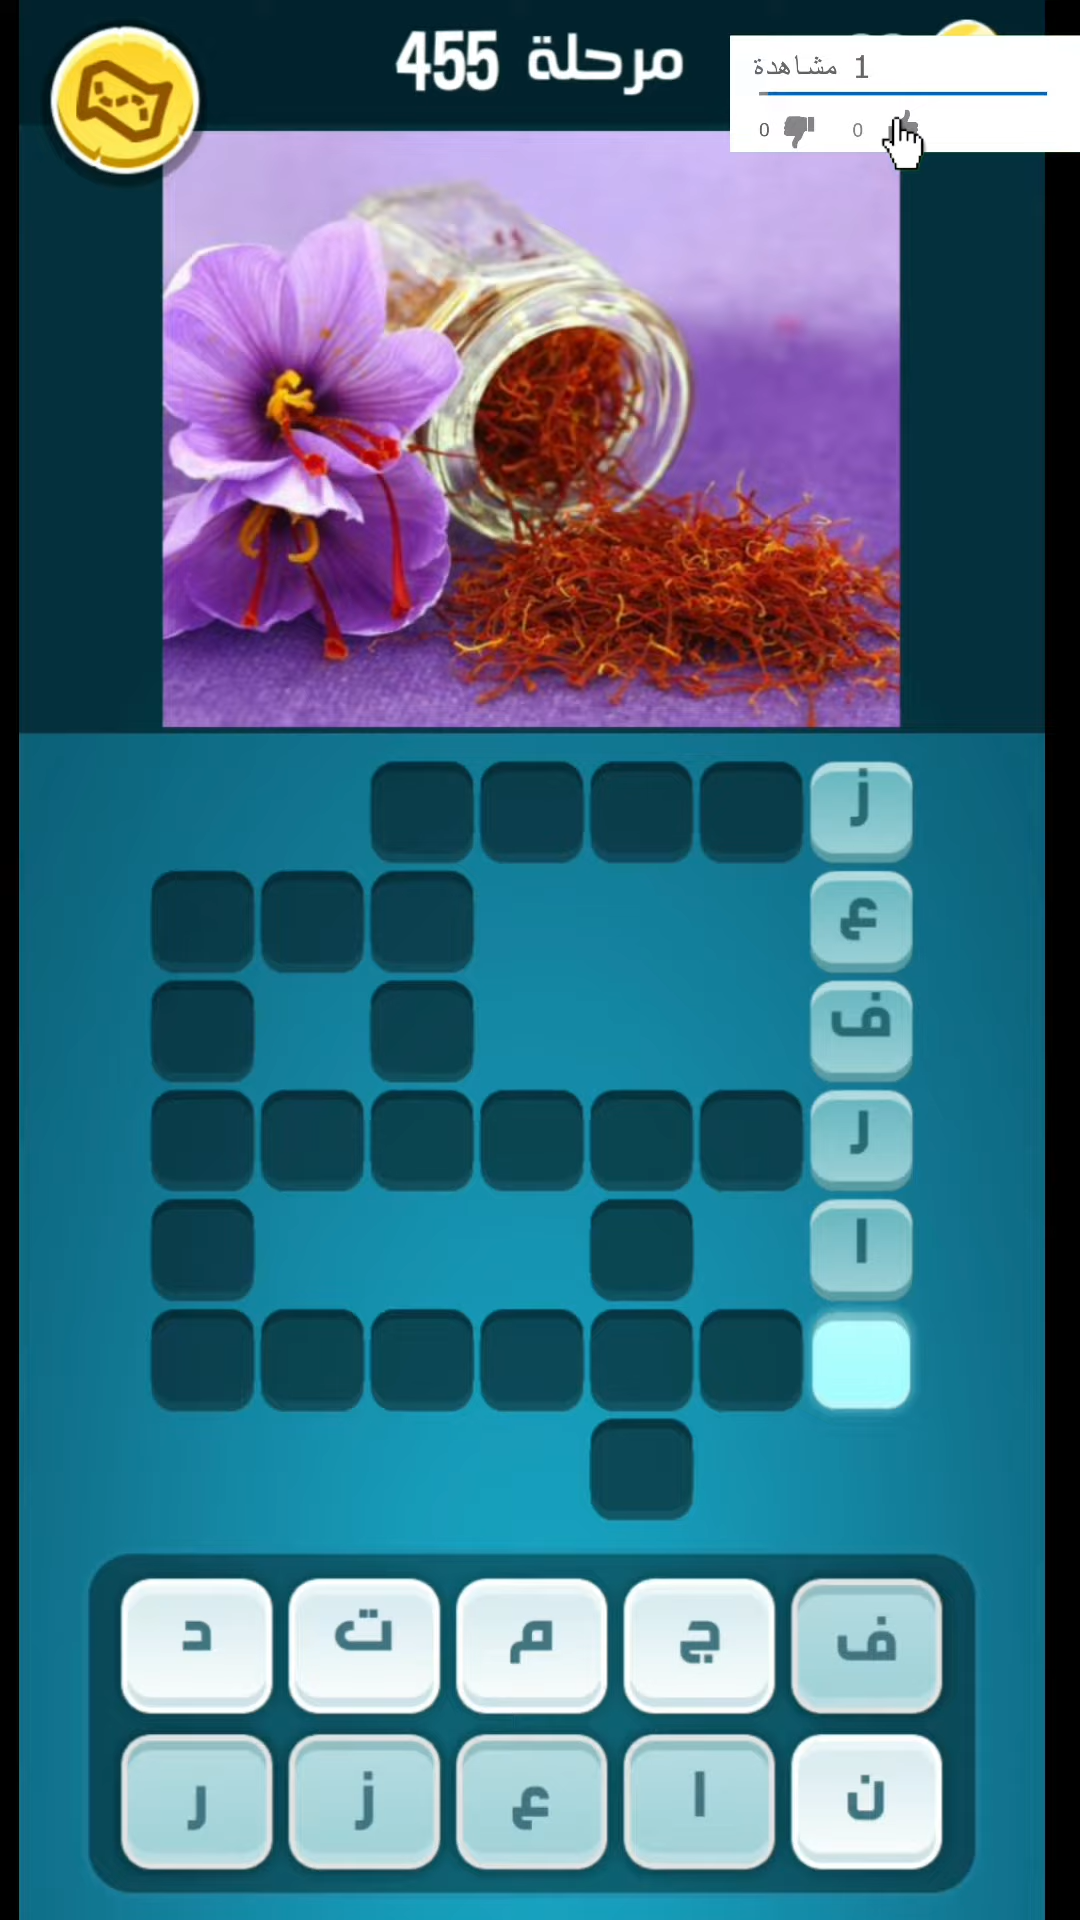 مرحلة 455
1 مشاهدة
0 0
ز
ع
ف
ر
ا
د ت م ج ف
ر ز ع ا ن